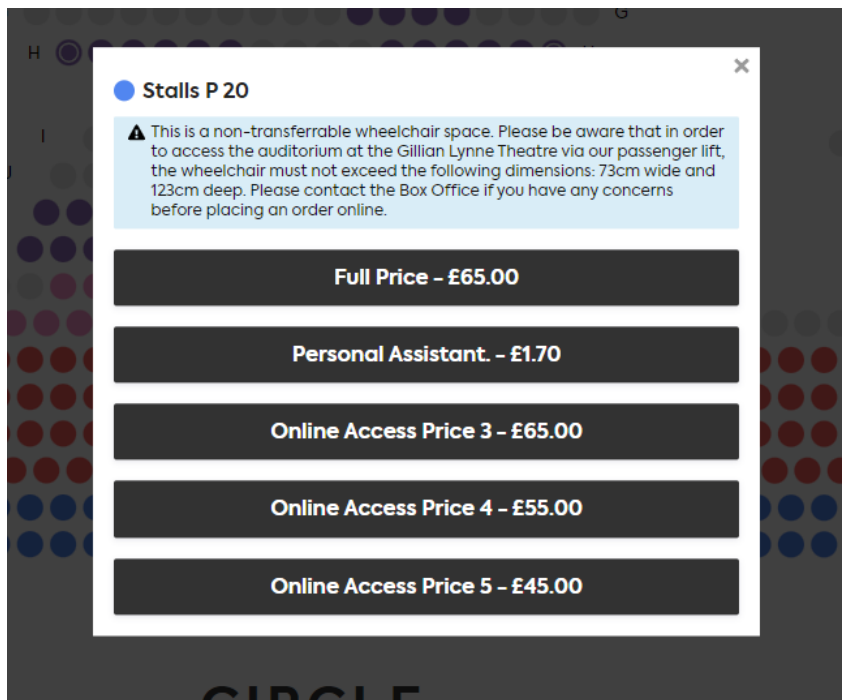 G
H
×
Stalls P 20
This is a non-transferrable wheelchair space. Please be aware that in order
to access the auditorium at the Gillian Lynne Theatre via our passenger lift,
the wheelchair must not exceed the following dimensions: 73cm wide and
123cm deep. Please contact the Box Office if you have any concerns
before placing an order online.
I
Full Price - £65.00
Personal Assistant. - £1.70
Online Access Price 3 - £65.00
Online Access Price 4 - £55.00
Online Access Price 5 - £45.00
CIRCLE